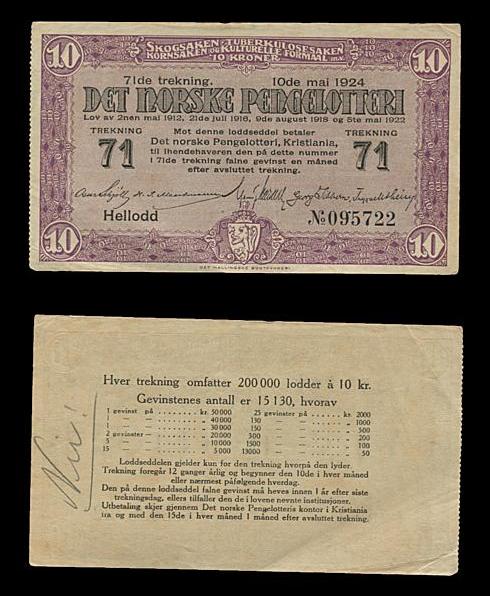 10 SKOGSAKEN TUBERKULOSESAKEN 10
KORNSAKEN OG KULTURELLE FORMAAL M.V.
10 KRONER
71de trekning. 10de mai 1924
DET NORSKE PENGELOTTERI
Lov av 2nen mai 1912, 21de juli 1916, 9de august 1918 og 5te mai 1922
TREKNING Mot denne loddseddel betaler TREKNING
71 Det norske Pengelotteri, Kristiania, 71
til ihendehaveren den på dette nummer
i 71de trekning falne gevinst en måned
efter avsluttet trekning.
Hellodd № 095722
10 10
DET MALLINGSKE BOGTRYKKERI
Hver trekning omfatter 200 000 lodder à 10 kr.
Gevinstenes antall er 15 130, hvorav
1 gevinst på ........ kr. 50 000 25 gevinster på ........ kr. 2000
1 — — ........ „ 40 000 130 — — ........ „ 1000
1 — — ........ „ 30 000 150 — — ........ „ 500
2 gevinster — ........ „ 20 000 300 — — ........ „ 200
5 — — ........ „ 10 000 1500 — — ........ „ 100
15 — — ........ „ 5 000 13000 — — ........ „ 50
Loddseddelen gjelder kun for den trekning hvorpå den lyder.
Trekning foregår 12 ganger årlig og begynner den 10de i hver måned
eller nærmest påfølgende hverdag.
Den på denne loddseddel falne gevinst må heves innen 1 år efter siste
trekningsdag, ellers tilfaller den de i lovene nevnte institusjoner.
Utbetaling skjer gjennem Det norske Pengelotteris kontor i Kristiania
fra og med den 15de i hver måned 1 måned efter avsluttet trekning.